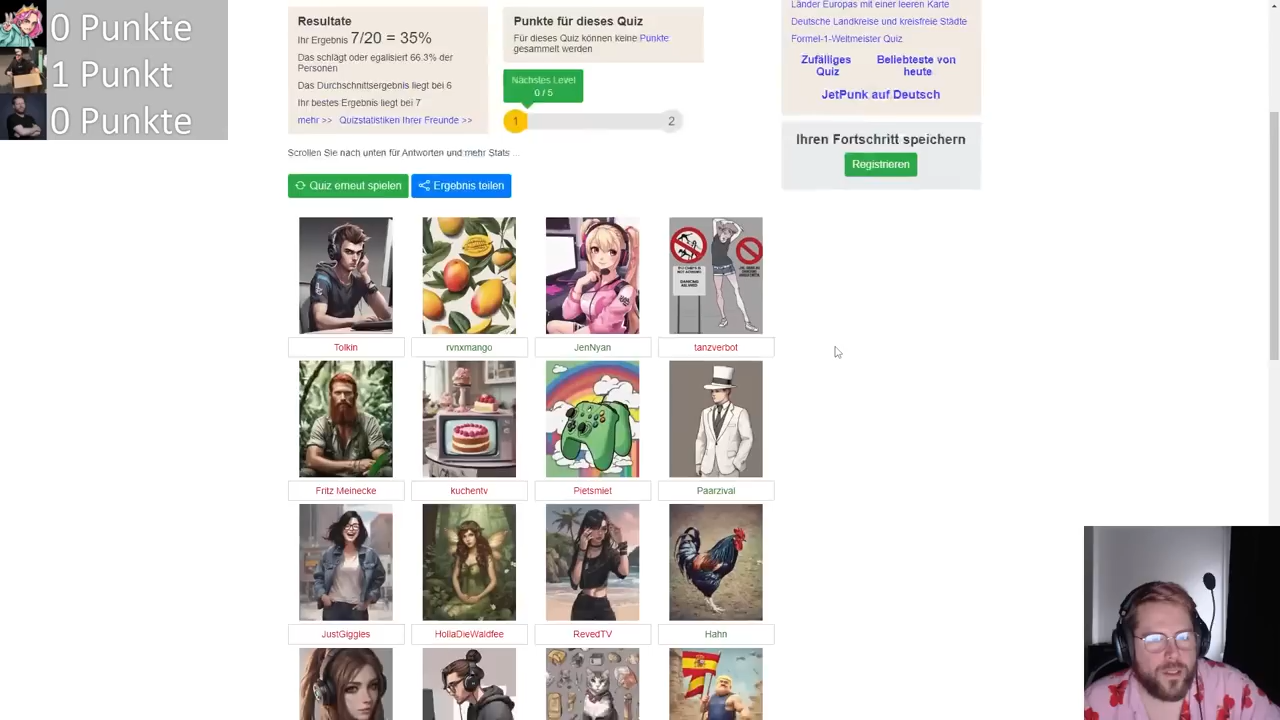 0 Punkte
1 Punkt
0 Punkte
Resultate
Ihr Ergebnis 7/20 = 35%
Das schlägt oder egalisiert 66.3% der
Personen
Das Durchschnittsergebnis liegt bei 6
Ihr bestes Ergebnis liegt bei 7
mehr >> Quizstatistiken Ihrer Freunde >>
Punkte für dieses Quiz
Für dieses Quiz können keine Punkte
gesammelt werden
Nächstes Level
0 / 5
1
2
Scrollen Sie nach unten für Antworten und mehr Stats ...
Quiz erneut spielen
Ergebnis teilen
Länder Europas mit einer leeren Karte
Deutsche Landkreise und kreisfreie Städte
Formel-1-Weltmeister Quiz
Zufälliges
Quiz
Beliebteste von
heute
JetPunk auf Deutsch
Ihren Fortschritt speichern
Registrieren
Tolkin
rvnxmango
JenNyan
tanzverbot
Fritz Meinecke
kuchentv
Pietsmiet
Paarzival
JustGiggles
HollaDieWaldfee
RevedTV
Hahn